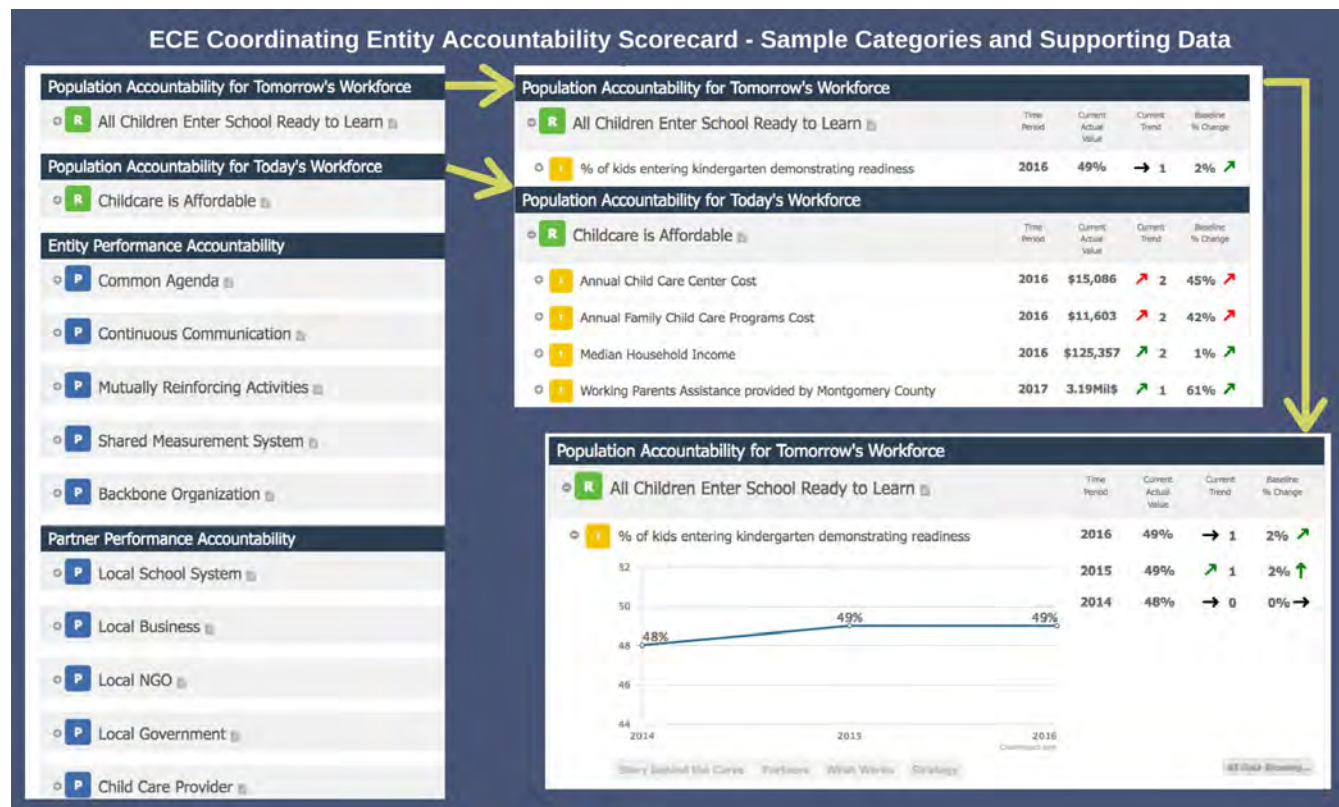 ECE Coordinating Entity Accountability Scorecard - Sample Categories and Supporting Data
Population Accountability for Tomorrow's Workforce
R All Children Enter School Ready to Learn
Population Accountability for Today's Workforce
R Childcare is Affordable
Entity Performance Accountability
P Common Agenda
P Continuous Communication
P Mutually Reinforcing Activities
P Shared Measurement System
P Backbone Organization
Partner Performance Accountability
P Local School System
P Local Business
P Local NGO
P Local Government
P Child Care Provider
Population Accountability for Tomorrow's Workforce
R All Children Enter School Ready to Learn Time Period Current Actual Value Current Trend Baseline % Change
I % of kids entering kindergarten demonstrating readiness 2016 49% → 1 2% ↗
Population Accountability for Today's Workforce
R Childcare is Affordable Time Period Current Actual Value Current Trend Baseline % Change
I Annual Child Care Center Cost 2016 $15,086 ↗ 2 45% ↗
I Annual Family Child Care Programs Cost 2016 $11,603 ↗ 2 42% ↗
I Median Household Income 2016 $125,357 ↗ 2 1% ↗
I Working Parents Assistance provided by Montgomery County 2017 3.19Mil$ ↗ 1 61% ↗
Population Accountability for Tomorrow's Workforce
R All Children Enter School Ready to Learn Time Period Current Actual Value Current Trend Baseline % Change
I % of kids entering kindergarten demonstrating readiness 2016 49% → 1 2% ↗
2015 49% ↗ 1 2% ↑
2014 48% → 0 0% →
52
50
48
46
44
48% 49% 49%
2014 2015 2016
Story Behind the Curve Partners What Works Strategy